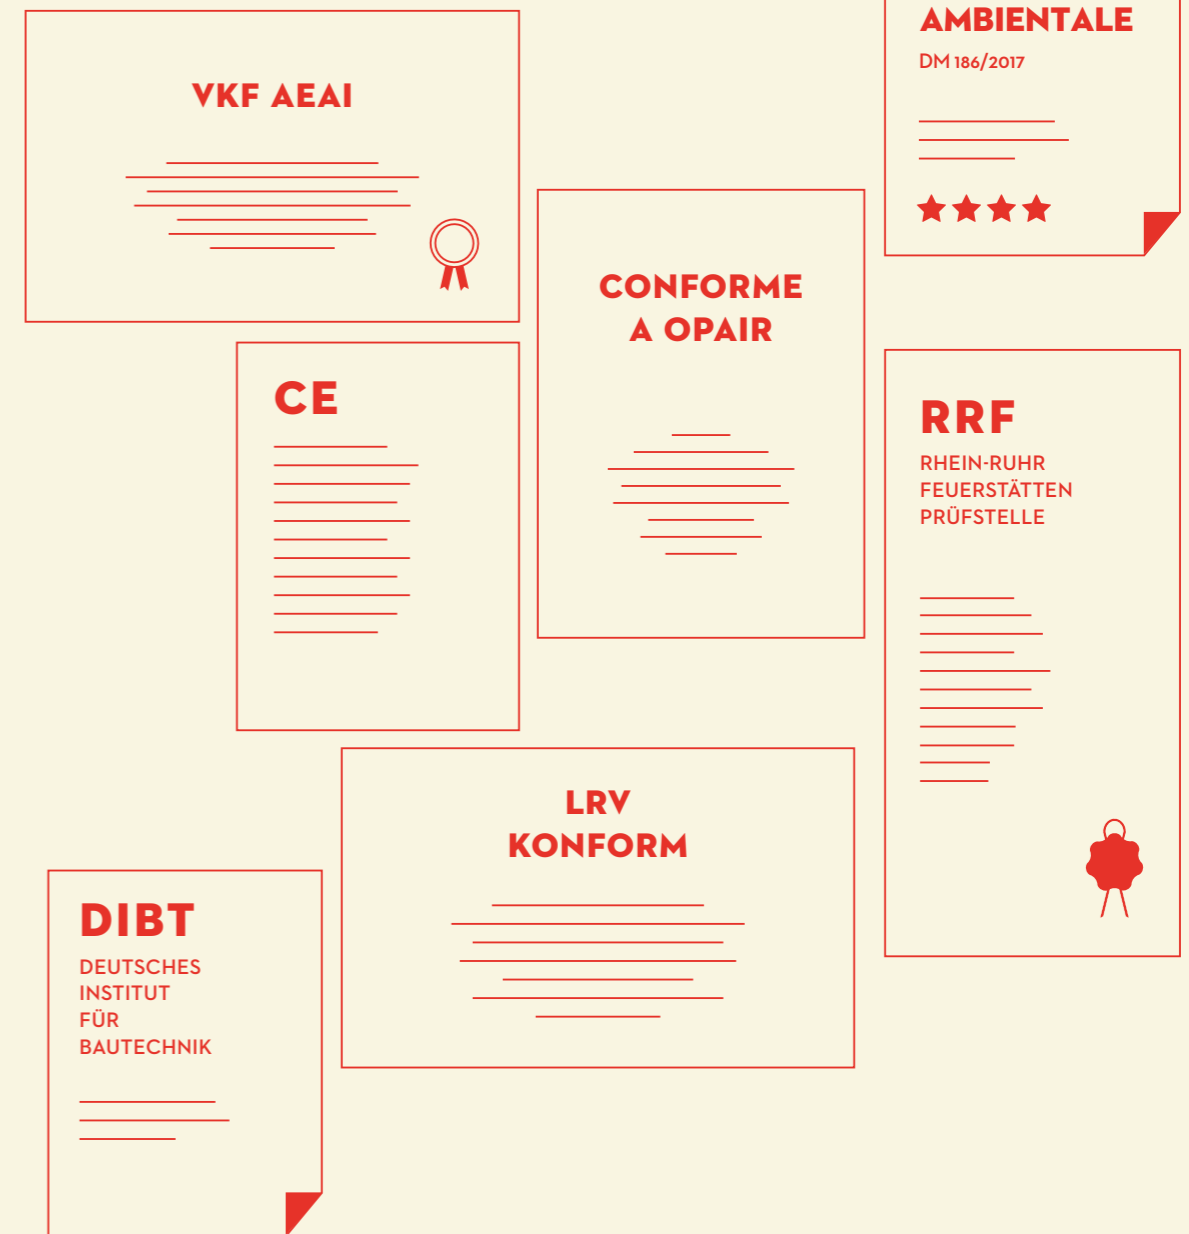 VKF AEAI
AMBIENTALE
DM 186/2017
CONFORME
A OPAIR
CE
RRF
RHEIN-RUHR
FEUERSTÄTTEN
PRÜFSTELLE
LRV
KONFORM
DIBT
DEUTSCHES
INSTITUT
FÜR
BAUTECHNIK